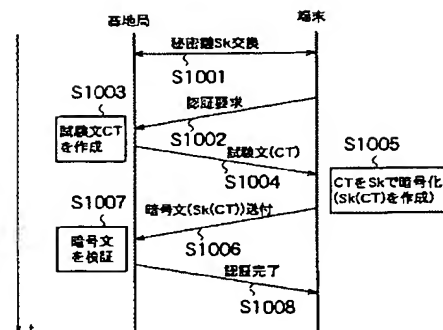 基地局
端末
秘密鍵Sk交換
S1001
S1003
認証要求
試験文CT
を作成
S1002
試験文(CT)
S1004
S1005
CTをSkで暗号化
(Sk(CT)を作成)
S1007
暗号文(Sk(CT))送付
暗号文
を検証
S1006
認証完了
S1008
t